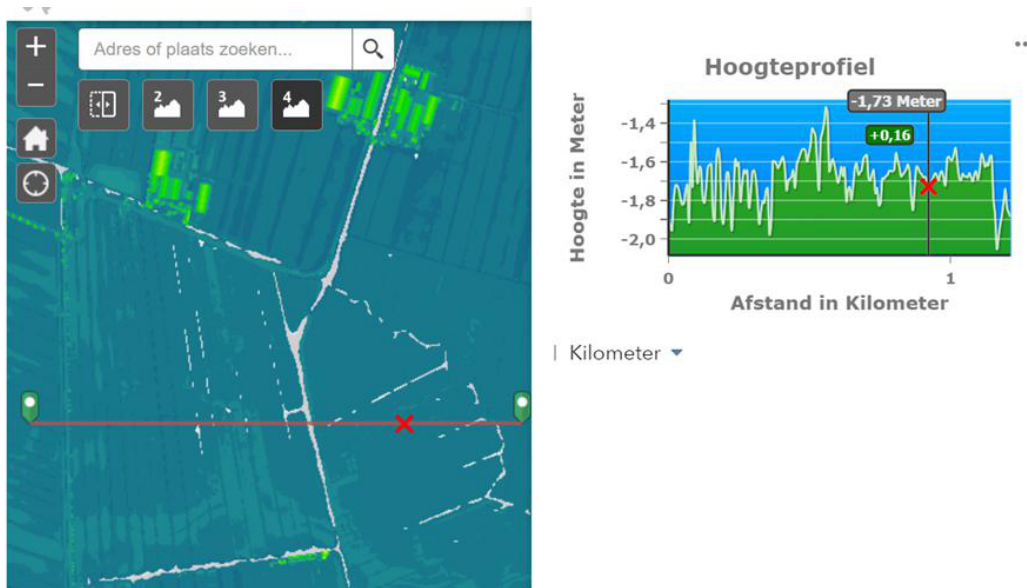 +
Adres of plaats zoeken...
−
2
3
4
Hoogteprofiel
-1,73 Meter
+0,16
Hoogte in Meter
-1,4
-1,6
-1,8
-2,0
0
1
Afstand in Kilometer
Kilometer